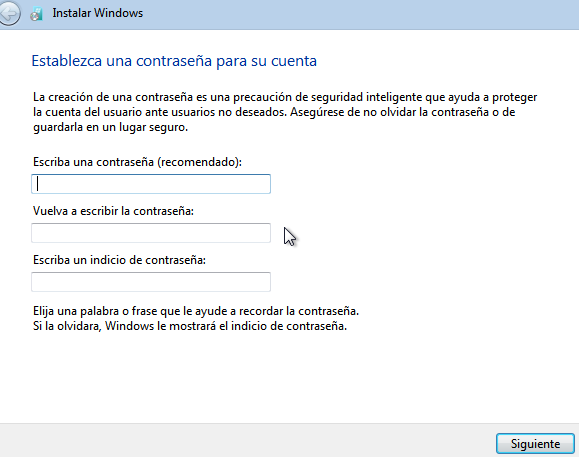 Instalar Windows
Establezca una contraseña para su cuenta
La creación de una contraseña es una precaución de seguridad inteligente que ayuda a proteger
la cuenta del usuario ante usuarios no deseados. Asegúrese de no olvidar la contraseña o de
guardarla en un lugar seguro.
Escriba una contraseña (recomendado):
Vuelva a escribir la contraseña:
Escriba un indicio de contraseña:
Elija una palabra o frase que le ayude a recordar la contraseña.
Si la olvidara, Windows le mostrará el indicio de contraseña.
Siguiente